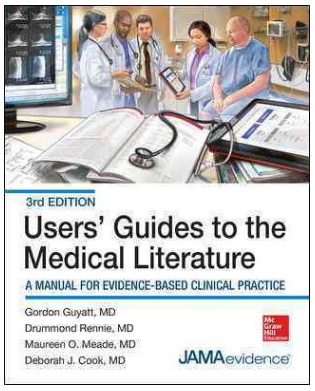 3rd EDITION
Users' Guides to the
Medical Literature
A MANUAL FOR EVIDENCE-BASED CLINICAL PRACTICE
Gordon Guyatt, MD
Drummond Rennie, MD
Maureen O. Meade, MD
Deborah J. Cook, MD
Mc
Graw
Hill
Education
JAMAevidence